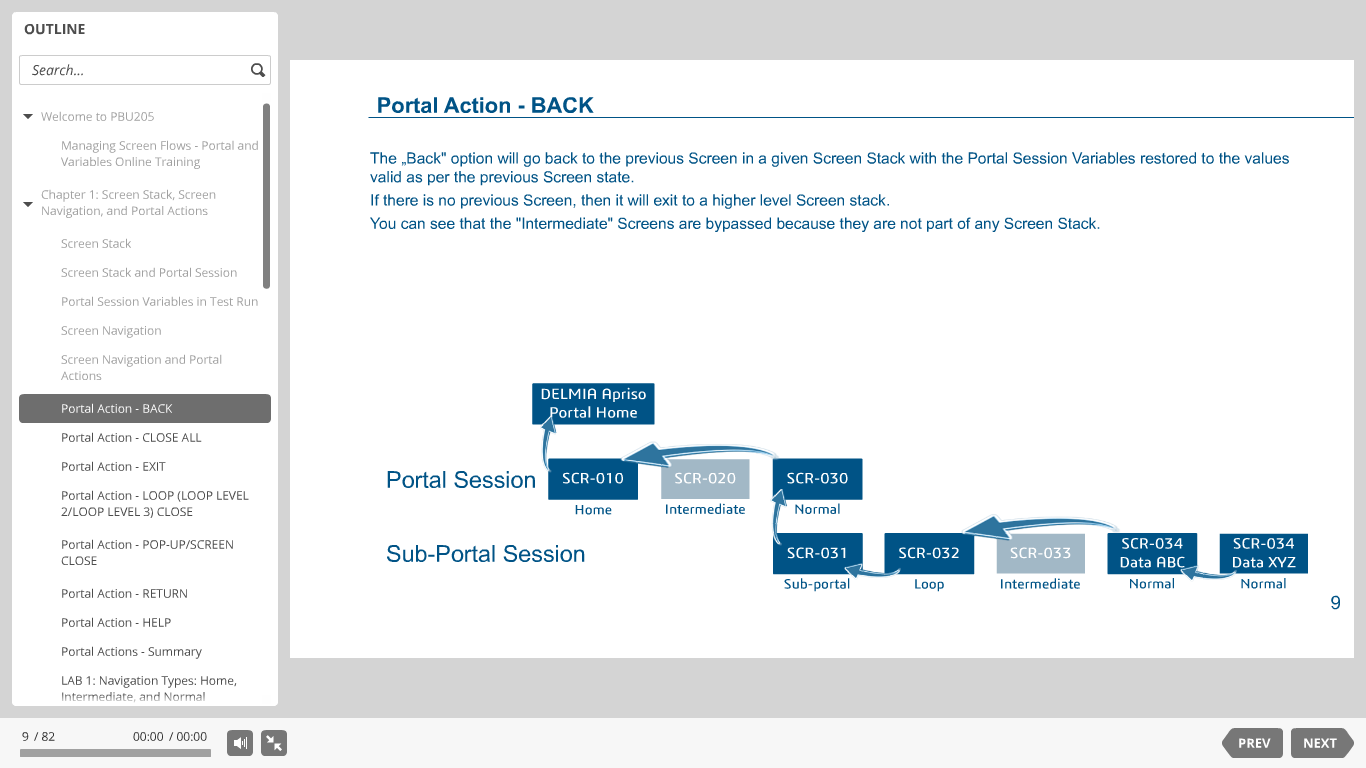 OUTLINE
Search...
Welcome to PBU205
Managing Screen Flows - Portal and
Variables Online Training
Chapter 1: Screen Stack, Screen
Navigation, and Portal Actions
Screen Stack
Screen Stack and Portal Session
Portal Session Variables in Test Run
Screen Navigation
Screen Navigation and Portal
Actions
Portal Action - BACK
Portal Action - CLOSE ALL
Portal Action - EXIT
Portal Action - LOOP (LOOP LEVEL
2/LOOP LEVEL 3) CLOSE
Portal Action - POP-UP/SCREEN
CLOSE
Portal Action - RETURN
Portal Action - HELP
Portal Actions - Summary
LAB 1: Navigation Types: Home,
Intermediate, and Normal
Portal Action - BACK
The „Back" option will go back to the previous Screen in a given Screen Stack with the Portal Session Variables restored to the values
valid as per the previous Screen state.
If there is no previous Screen, then it will exit to a higher level Screen stack.
You can see that the "Intermediate" Screens are bypassed because they are not part of any Screen Stack.
DELMIA Apriso
Portal Home
Portal Session
SCR-010
SCR-020
SCR-030
Home
Intermediate
Normal
Sub-Portal Session
SCR-031
SCR-032
SCR-033
SCR-034
Data ABC
SCR-034
Data XYZ
Sub-portal
Loop
Intermediate
Normal
Normal
9
9 / 82
00:00 / 00:00
PREV
NEXT